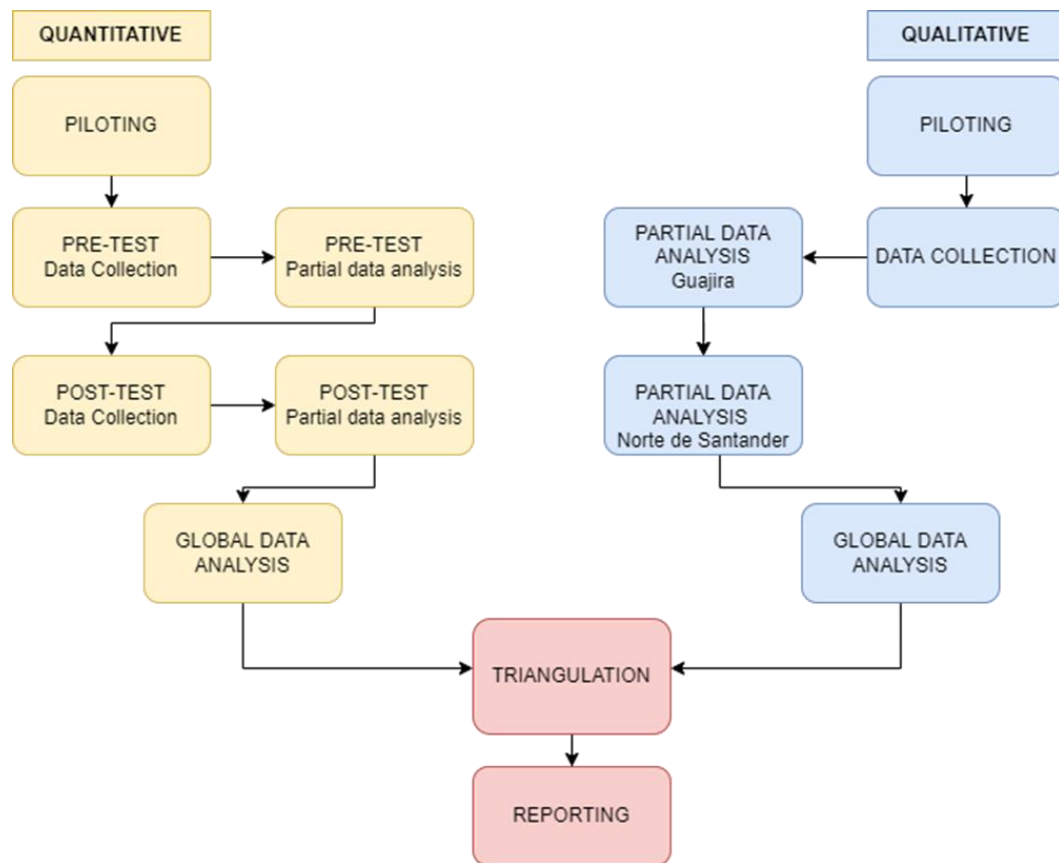 QUANTITATIVE
QUALITATIVE
PILOTING
PILOTING
PRE-TEST
Data Collection
PRE-TEST
Partial data analysis
PARTIAL DATA
ANALYSIS
Guajira
DATA COLLECTION
POST-TEST
Data Collection
POST-TEST
Partial data analysis
PARTIAL DATA
ANALYSIS
Norte de Santander
GLOBAL DATA
ANALYSIS
GLOBAL DATA
ANALYSIS
TRIANGULATION
REPORTING